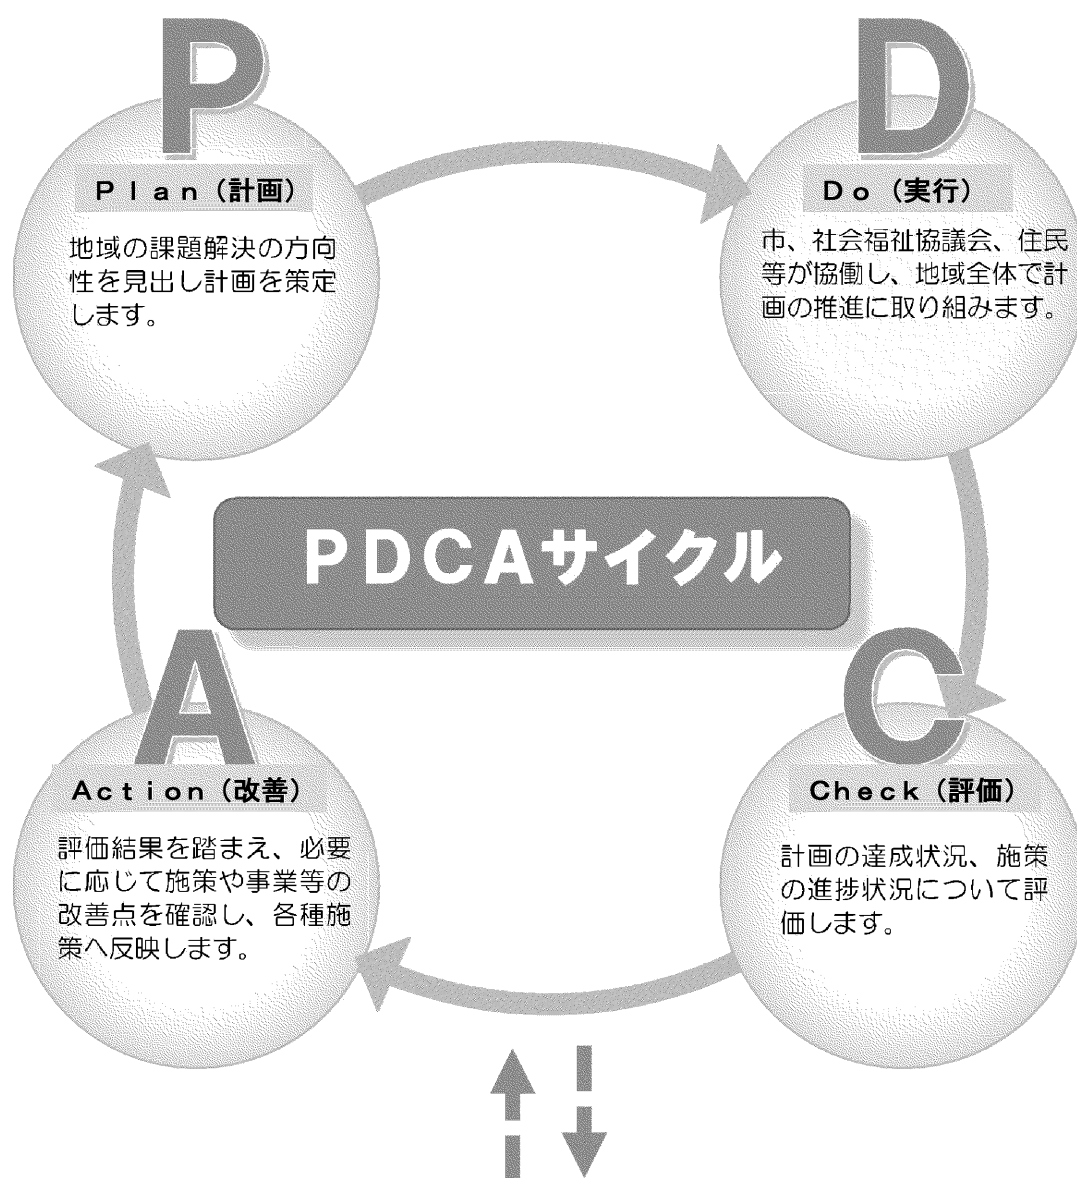 P
Plan（計画）
地域の課題解決の方向
性を見出し計画を策定
します。
D
Do（実行）
市、社会福祉協議会、住民
等が協働し、地域全体で計
画の推進に取り組みます。
PDCAサイクル
A
Action（改善）
評価結果を踏まえ、必要
に応じて施策や事業等の
改善点を確認し、各種施
策へ反映します。
C
Check（評価）
計画の達成状況、施策
の進捗状況について評
価します。